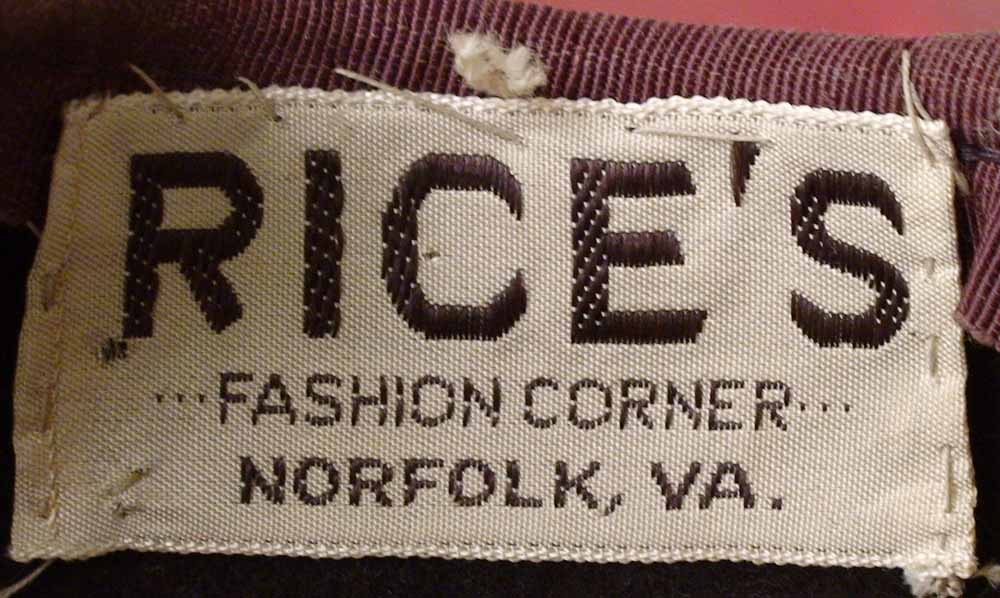 RICE'S
···FASHION CORNER···
NORFOLK, VA.